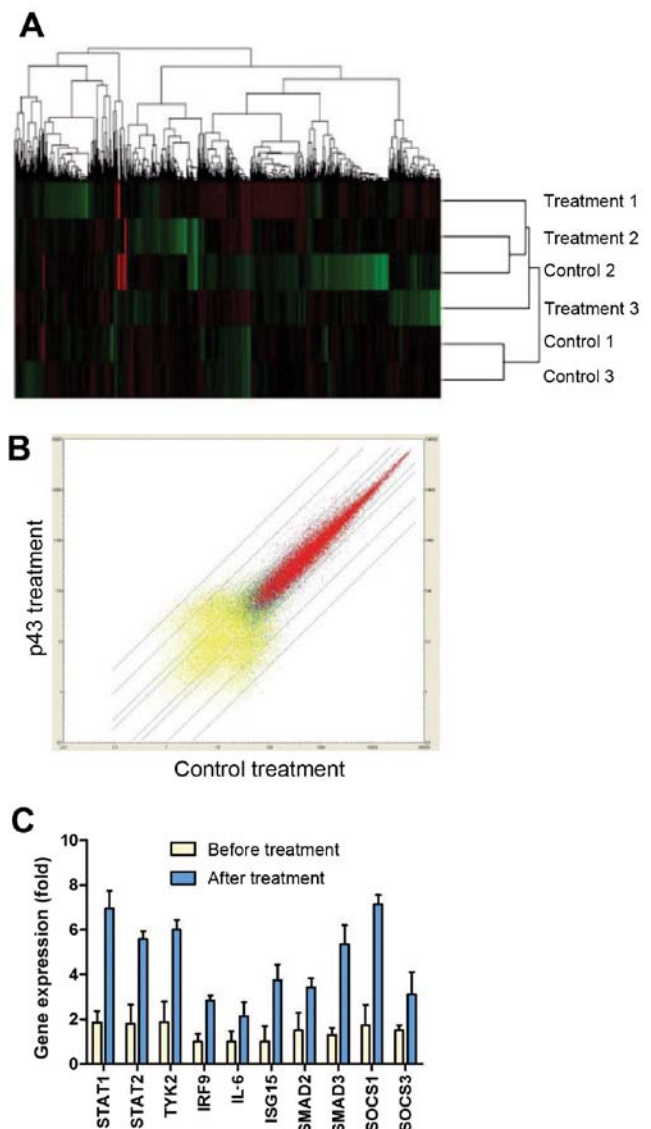 A
Treatment 1
Treatment 2
Control 2
Treatment 3
Control 1
Control 3
B
p43 treatment
Control treatment
C
Before treatment
After treatment
Gene expression (fold)
10
8
6
4
2
0
STAT1
STAT2
TYK2
IRF9
IL-6
ISG15
SMAD2
SMAD3
SOCS1
SOCS3